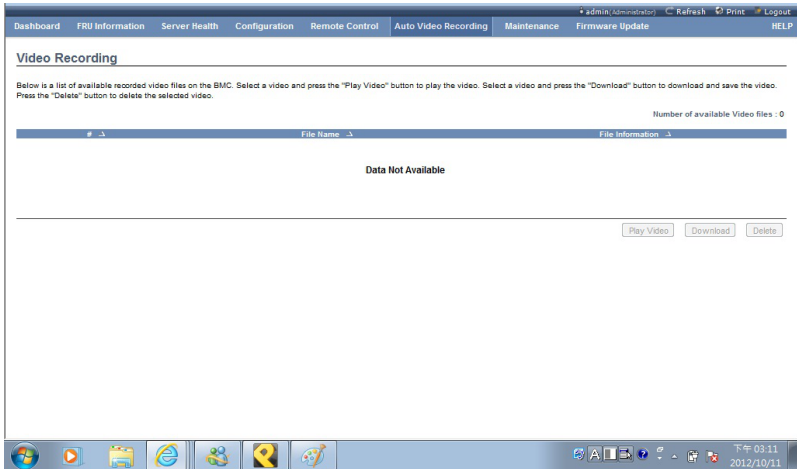 admin(Administrator) Refresh Print Logout
Dashboard FRU Information Server Health Configuration Remote Control Auto Video Recording Maintenance Firmware Update HELP
Video Recording
Below is a list of available recorded video files on the BMC. Select a video and press the "Play Video" button to play the video. Select a video and press the "Download" button to download and save the video.
Press the "Delete" button to delete the selected video.
Number of available Video files : 0
# File Name File Information
Data Not Available
Play Video Download Delete
A
下午 03:11
2012/10/11